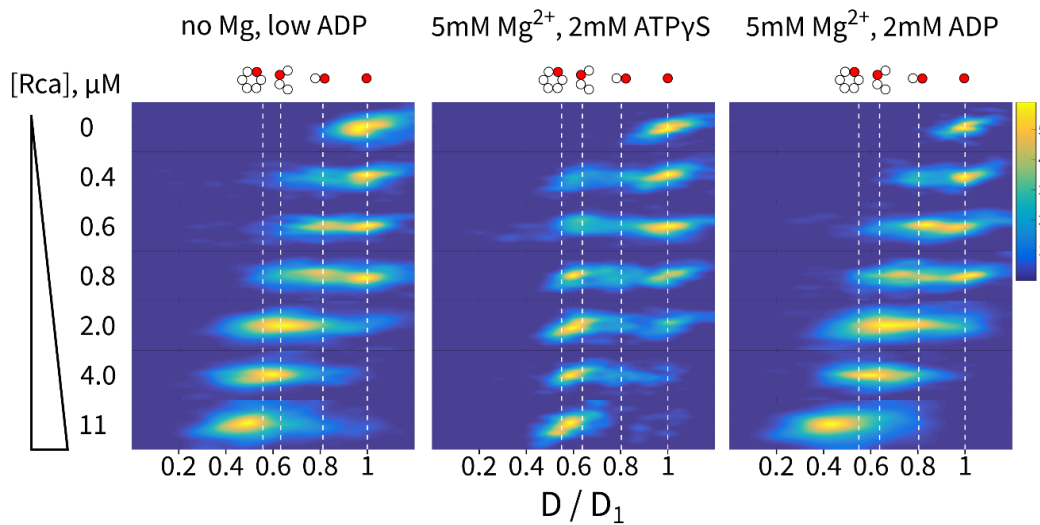 no Mg, low ADP 5mM Mg²⁺, 2mM ATPγS 5mM Mg²⁺, 2mM ADP
[Rca], μM
0
0.4
0.6
0.8
2.0
4.0
11
0.2 0.4 0.6 0.8 1 0.2 0.4 0.6 0.8 1 0.2 0.4 0.6 0.8 1
D / D₁